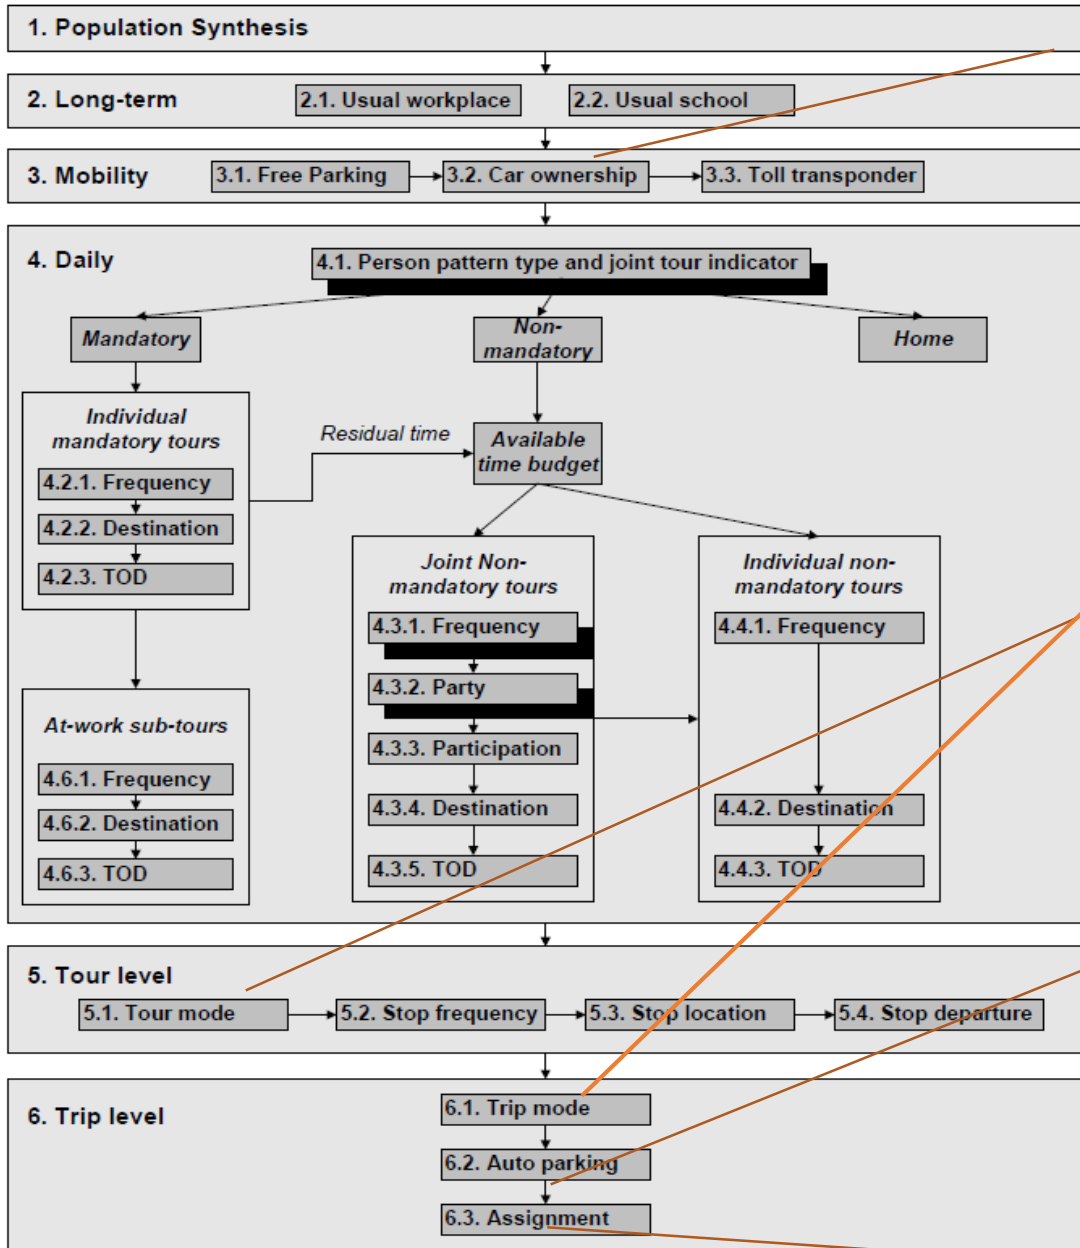 1. Population Synthesis
2. Long-term
2.1. Usual workplace
2.2. Usual school
3. Mobility
3.1. Free Parking
3.2. Car ownership
3.3. Toll transponder
4. Daily
4.1. Person pattern type and joint tour indicator
Mandatory
Non-
mandatory
Home
Individual
mandatory tours
4.2.1. Frequency
4.2.2. Destination
4.2.3. TOD
Residual time
Available
time budget
Joint Non-
mandatory tours
4.3.1. Frequency
4.3.2. Party
4.3.3. Participation
4.3.4. Destination
4.3.5. TOD
Individual non-
mandatory tours
4.4.1. Frequency
4.4.2. Destination
4.4.3. TOD
At-work sub-tours
4.6.1. Frequency
4.6.2. Destination
4.6.3. TOD
5. Tour level
5.1. Tour mode
5.2. Stop frequency
5.3. Stop location
5.4. Stop departure
6. Trip level
6.1. Trip mode
6.2. Auto parking
6.3. Assignment